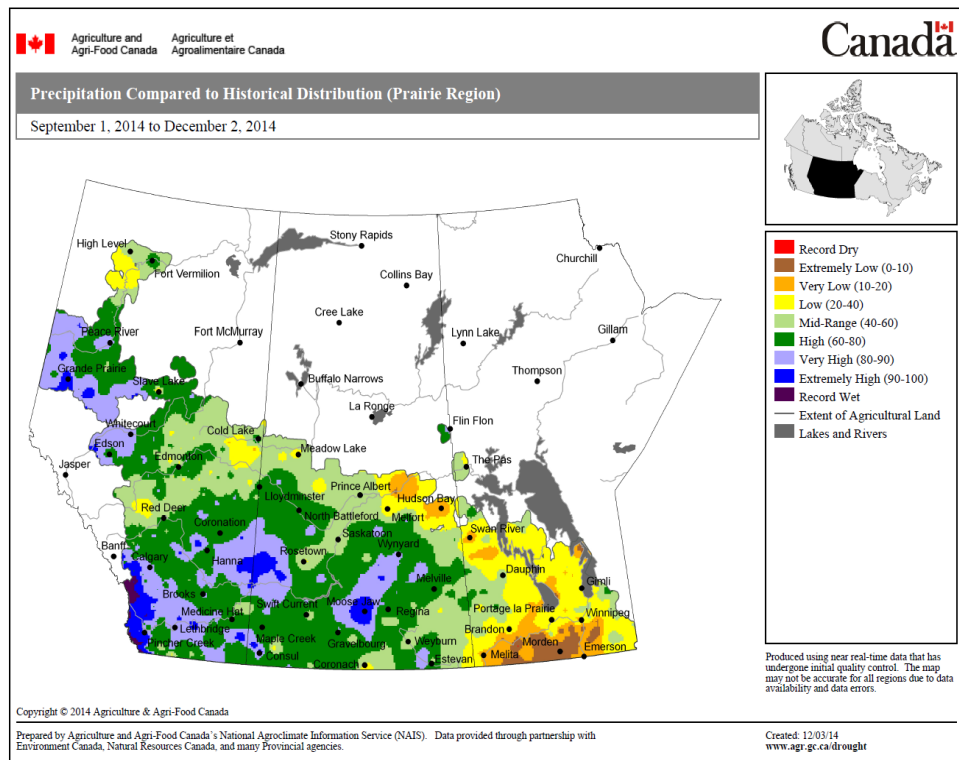 Agriculture and
Agri-Food Canada
Agriculture et
Agroalimentaire Canada
Canada
Precipitation Compared to Historical Distribution (Prairie Region)
September 1, 2014 to December 2, 2014
High Level
Fort Vermilion
Stony Rapids
Churchill
Collins Bay
Cree Lake
Peace River
Fort McMurray
Lynn Lake
Gillam
Grande Prairie
Slave Lake
Buffalo Narrows
Thompson
La Ronge
Flin Flon
Whitecourt
Cold Lake
Edson
Edmonton
Meadow Lake
Jasper
The Pas
Prince Albert
Hudson Bay
Lloydminster
Red Deer
North Battleford
Melfort
Coronation
Saskatoon
Swan River
Banff
Calgary
Hanna
Rosetown
Wynyard
Dauphin
Melville
Gimli
Brooks
Medicine Hat
Swift Current
Moose Jaw
Regina
Portage la Prairie
Winnipeg
Lethbridge
Brandon
Pincher Creek
Maple Creek
Gravelbourg
Weyburn
Morden
Emerson
Consul
Coronach
Estevan
Melita
Record Dry
Extremely Low (0-10)
Very Low (10-20)
Low (20-40)
Mid-Range (40-60)
High (60-80)
Very High (80-90)
Extremely High (90-100)
Record Wet
Extent of Agricultural Land
Lakes and Rivers
Produced using near real-time data that has
undergone initial quality control. The map
may not be accurate for all regions due to data
availability and data errors.
Copyright © 2014 Agriculture & Agri-Food Canada
Prepared by Agriculture and Agri-Food Canada's National Agroclimate Information Service (NAIS). Data provided through partnership with
Environment Canada, Natural Resources Canada, and many Provincial agencies.
Created: 12/03/14
www.agr.gc.ca/drought